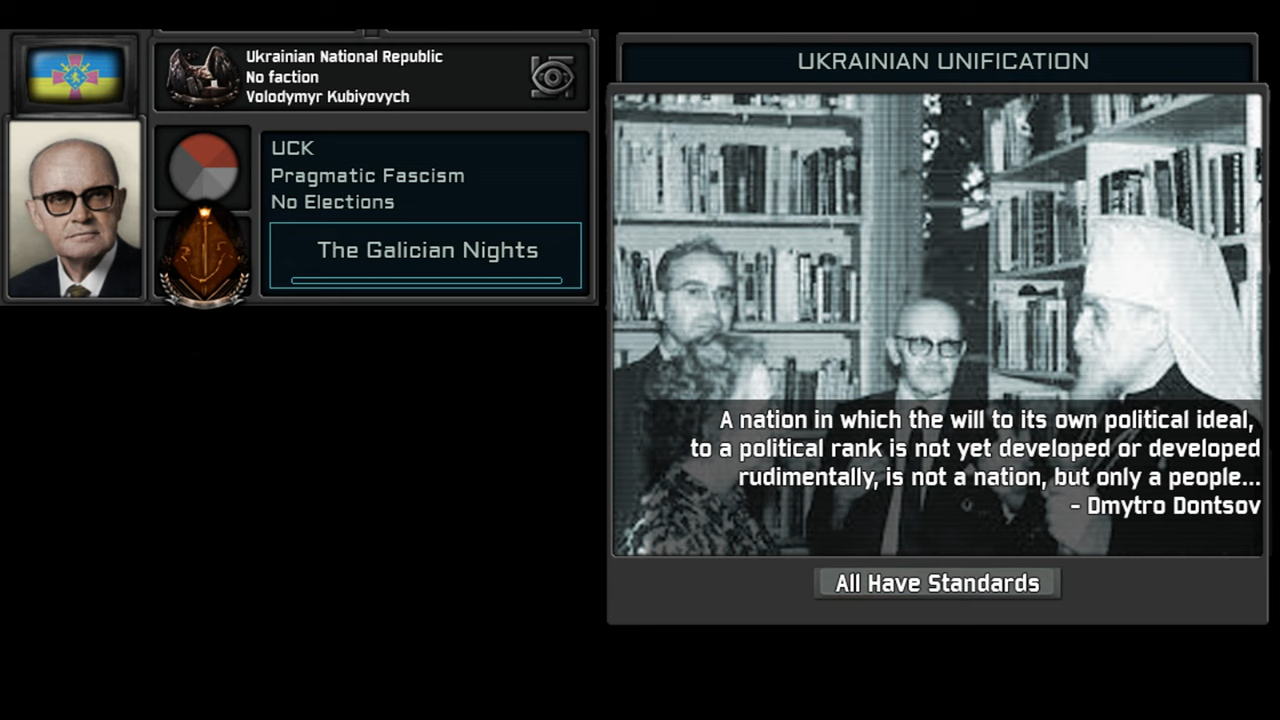 Ukrainian National Republic
No faction
Volodymyr Kubiyovych
UCK
Pragmatic Fascism
No Elections
The Galician Nights
UKRAINIAN UNIFICATION
A nation in which the will to its own political ideal,
to a political rank is not yet developed or developed
rudimentally, is not a nation, but only a people...
- Dmytro Dontsov
All Have Standards